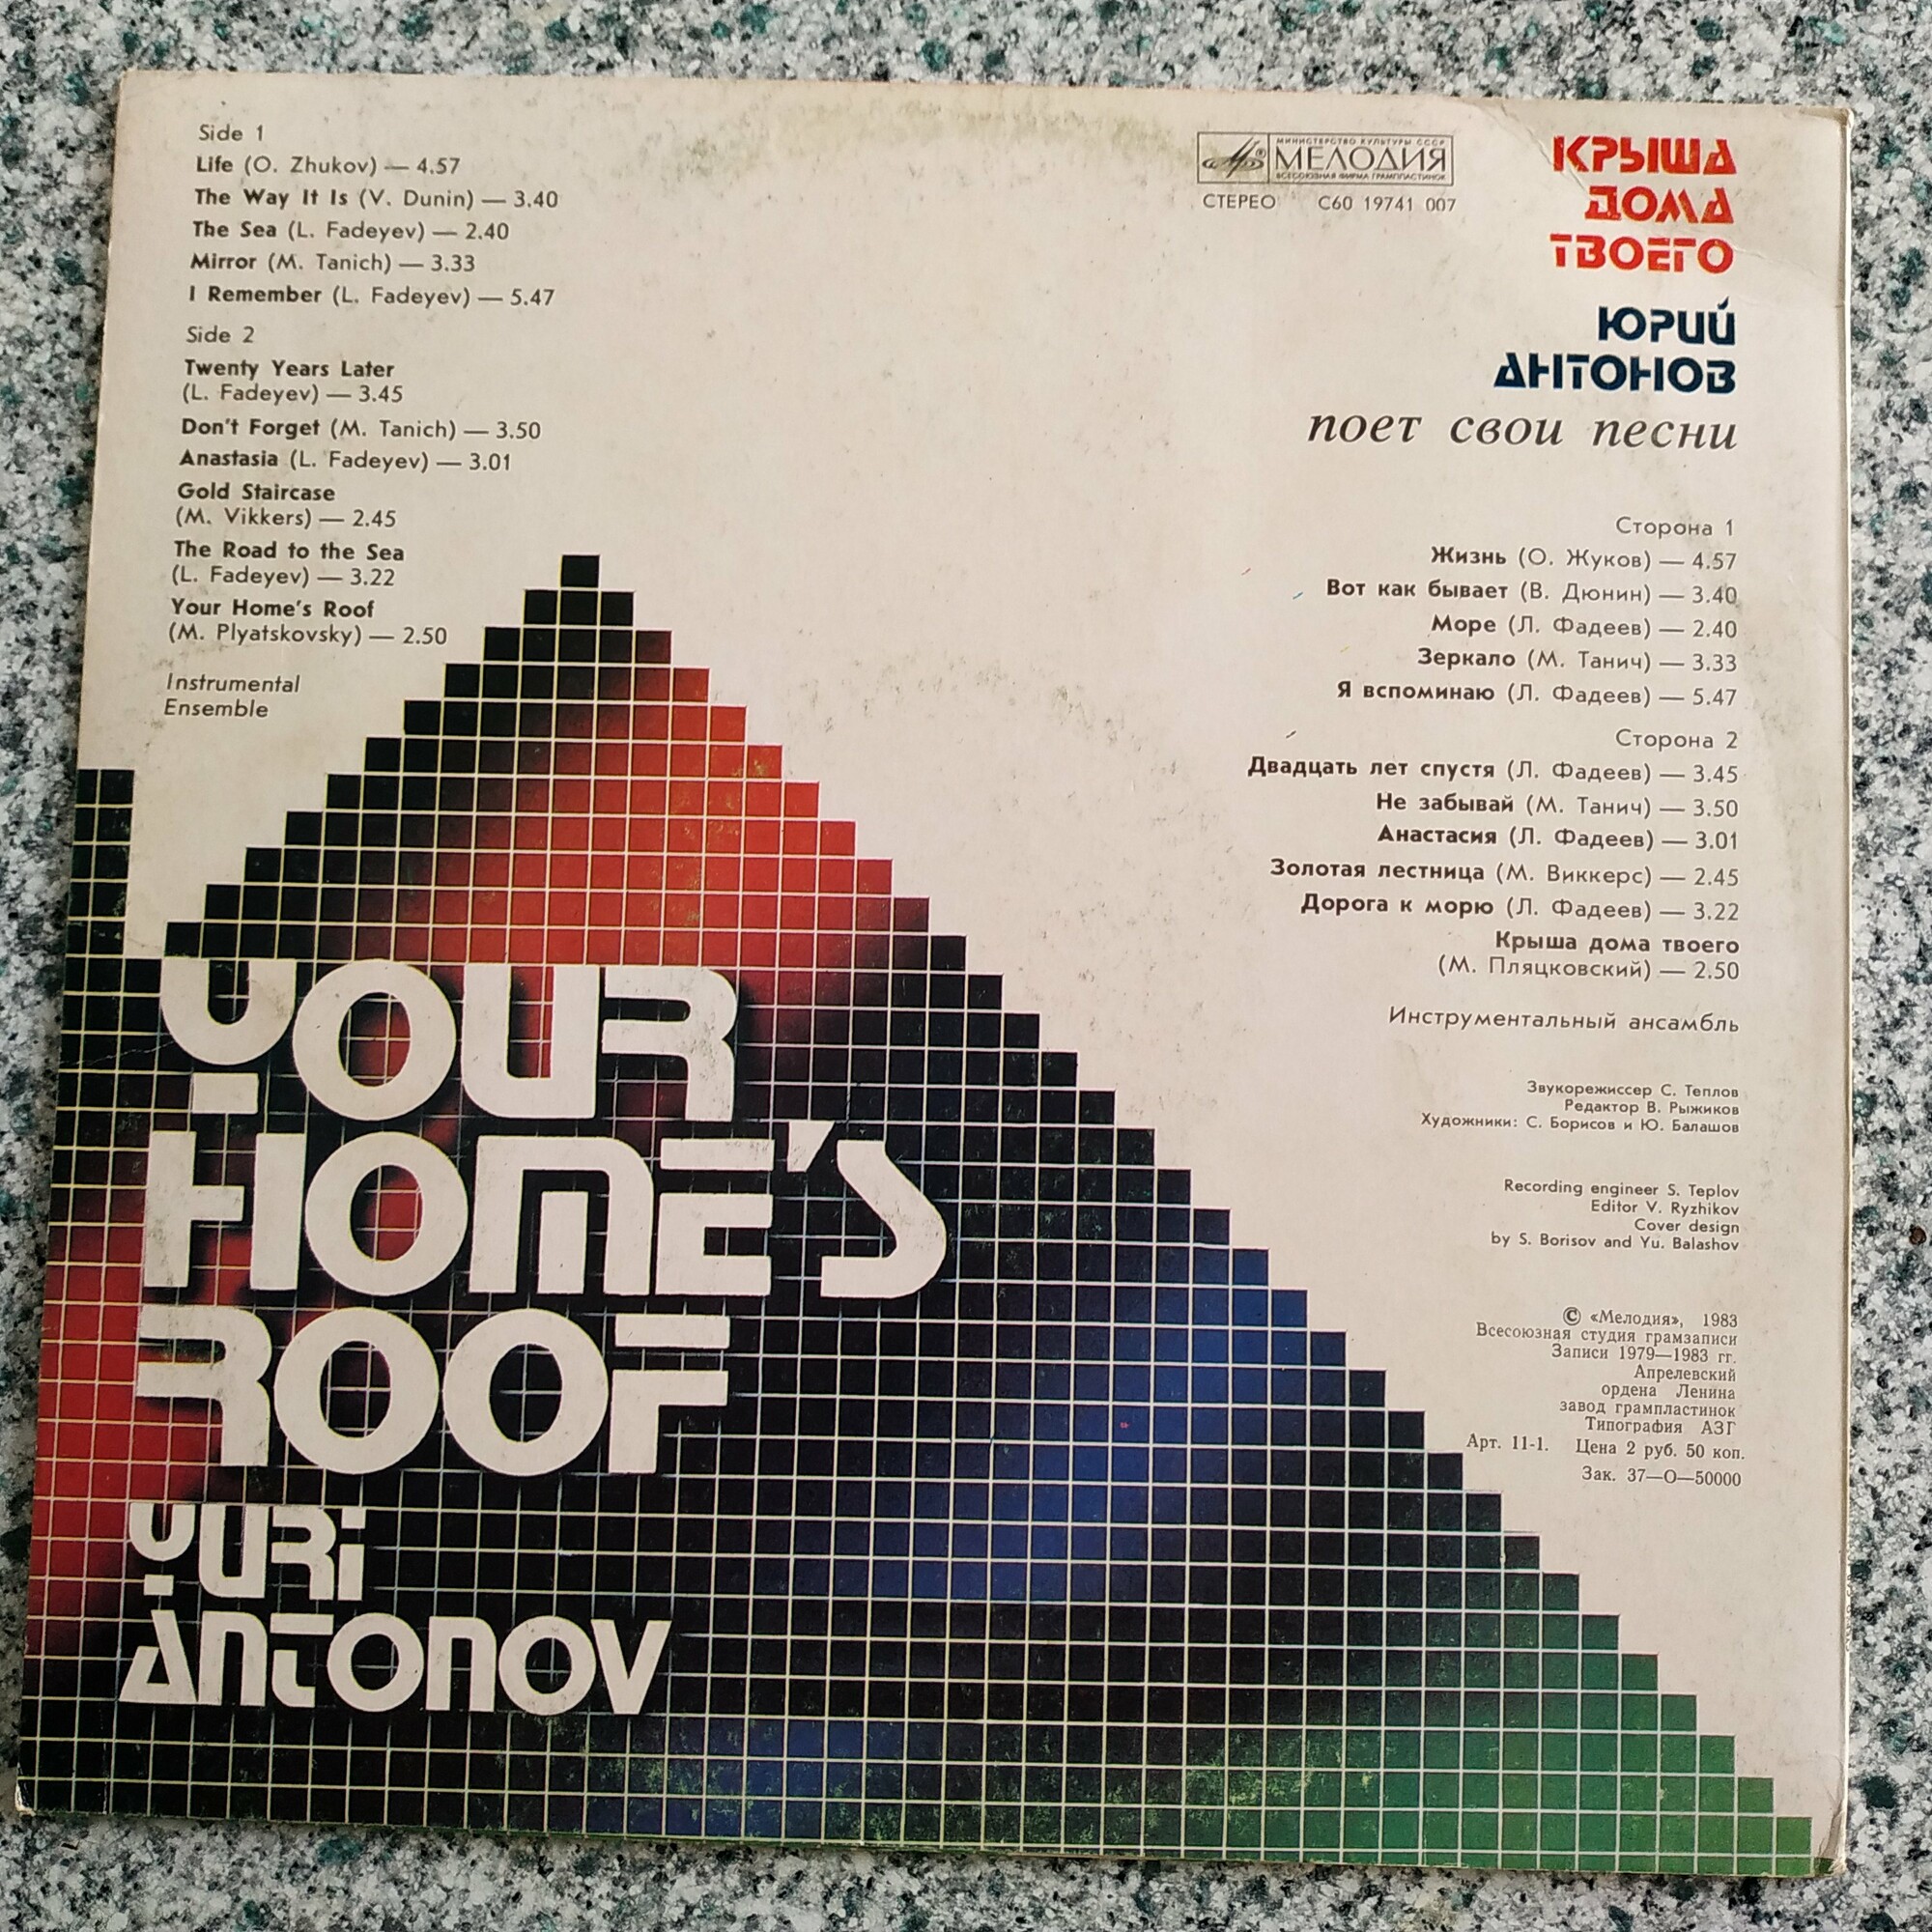 Side 1
Life (O. Zhukov) — 4.57
The Way It Is (V. Dunin) — 3.40
The Sea (L. Fadeyev) — 2.40
Mirror (M. Tanich) — 3.33
I Remember (L. Fadeyev) — 5.47
Side 2
Twenty Years Later
(L. Fadeyev) — 3.45
Don't Forget (M. Tanich) — 3.50
Anastasia (L. Fadeyev) — 3.01
Gold Staircase
(M. Vikkers) — 2.45
The Road to the Sea
(L. Fadeyev) — 3.22
Your Home's Roof
(M. Plyatskovsky) — 2.50
Instrumental
Ensemble
YOUR
HOME'S
ROOF
YURI
ANTONOV
МИНИСТЕРСТВО КУЛЬТУРЫ СССР
МЕЛОДИЯ
ВСЕСОЮЗНАЯ ФИРМА ГРАМПЛАСТИНОК
СТЕРЕО С60 19741 007
КРЫША
ДОМА
ТВОЕГО
ЮРИЙ
АНТОНОВ
поет свои песни
Сторона 1
Жизнь (О. Жуков) — 4.57
Вот как бывает (В. Дюнин) — 3.40
Море (Л. Фадеев) — 2.40
Зеркало (М. Танич) — 3.33
Я вспоминаю (Л. Фадеев) — 5.47
Сторона 2
Двадцать лет спустя (Л. Фадеев) — 3.45
Не забывай (М. Танич) — 3.50
Анастасия (Л. Фадеев) — 3.01
Золотая лестница (М. Виккерс) — 2.45
Дорога к морю (Л. Фадеев) — 3.22
Крыша дома твоего
(М. Пляцковский) — 2.50
Инструментальный ансамбль
Звукорежиссер С. Теплов
Редактор В. Рыжиков
Художники: С. Борисов и Ю. Балашов
Recording engineer S. Teplov
Editor V. Ryzhikov
Cover design
by S. Borisov and Yu. Balashov
© «Мелодия», 1983
Всесоюзная студия грамзаписи
Записи 1979—1983 гг.
Апрелевский
ордена Ленина
завод грампластинок
Типография АЗГ
Арт. 11-1. Цена 2 руб. 50 коп.
Зак. 37—О—50000